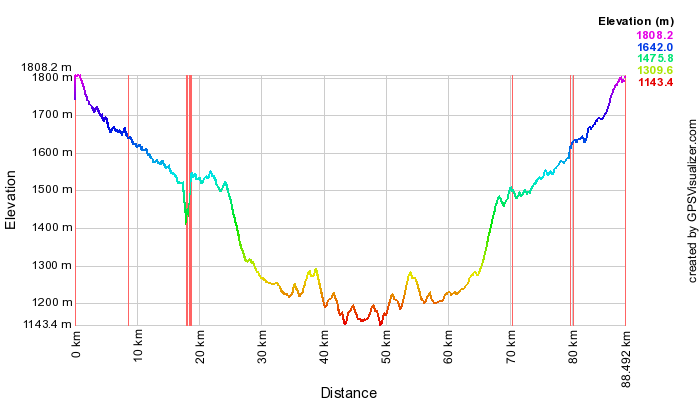 Elevation (m)
1808.2
1642.0
1475.8
1309.6
1143.4
1808.2 m
1800 m
1700 m
1600 m
1500 m
1400 m
1300 m
1200 m
1143.4 m
Elevation
0 km
10 km
20 km
30 km
40 km
50 km
60 km
70 km
80 km
88.492 km
Distance
created by GPSVisualizer.com